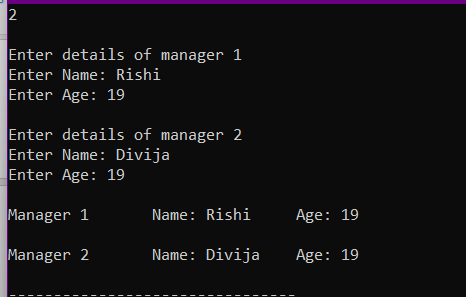 2
Enter details of manager 1
Enter Name: Rishi
Enter Age: 19
Enter details of manager 2
Enter Name: Divija
Enter Age: 19
Manager 1 Name: Rishi Age: 19
Manager 2 Name: Divija Age: 19
--------------------------------